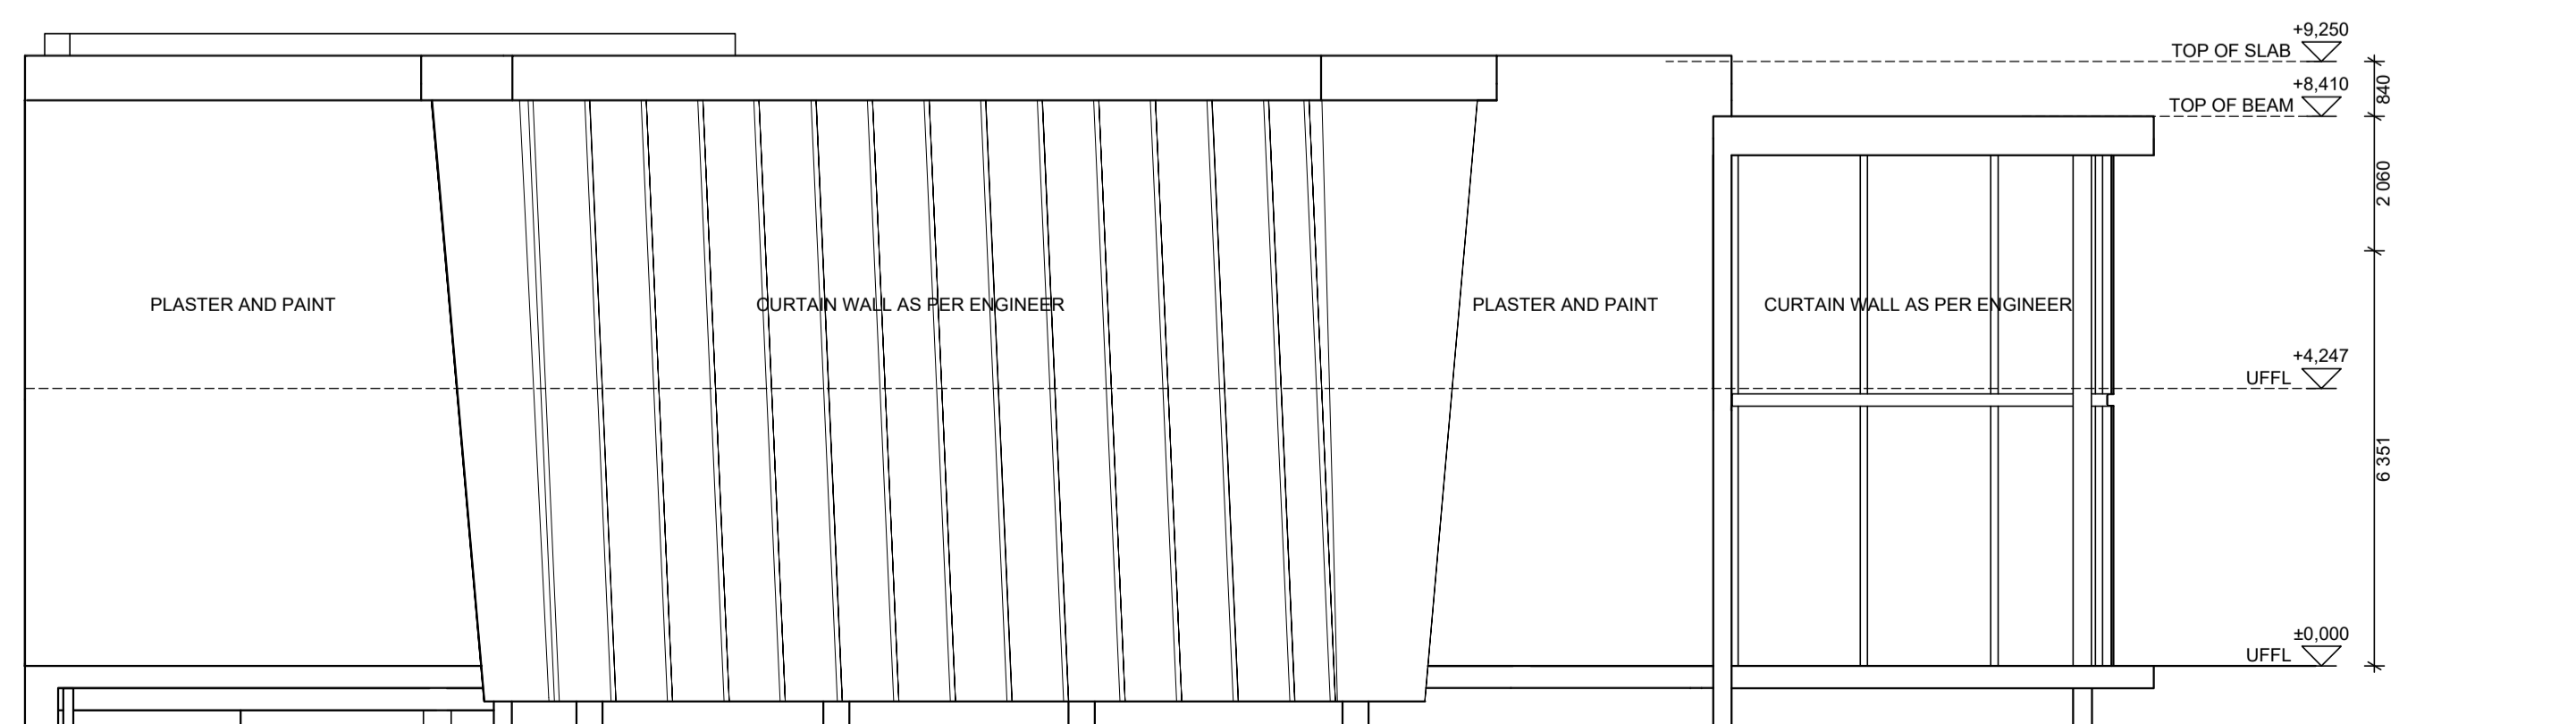 +9,250
TOP OF SLAB
+8,410
TOP OF BEAM
840
2 060
PLASTER AND PAINT
CURTAIN WALL AS PER ENGINEER
PLASTER AND PAINT
CURTAIN WALL AS PER ENGINEER
+4,247
UFFL
6 351
±0,000
UFFL